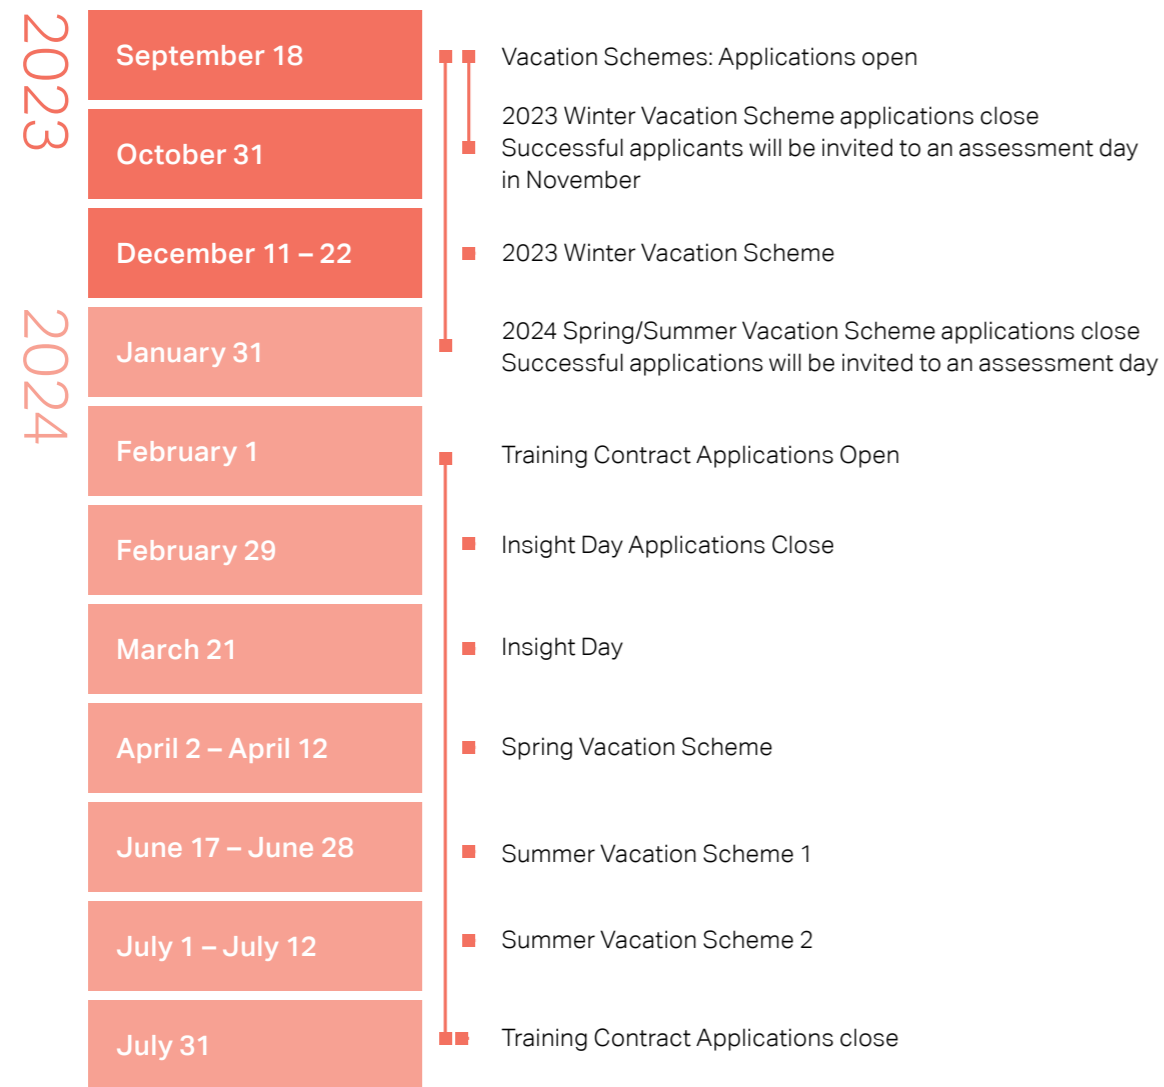 2023
September 18
Vacation Schemes: Applications open
October 31
2023 Winter Vacation Scheme applications close
Successful applicants will be invited to an assessment day
in November
December 11 – 22
2023 Winter Vacation Scheme
2024
January 31
2024 Spring/Summer Vacation Scheme applications close
Successful applications will be invited to an assessment day
February 1
Training Contract Applications Open
February 29
Insight Day Applications Close
March 21
Insight Day
April 2 – April 12
Spring Vacation Scheme
June 17 – June 28
Summer Vacation Scheme 1
July 1 – July 12
Summer Vacation Scheme 2
July 31
Training Contract Applications close